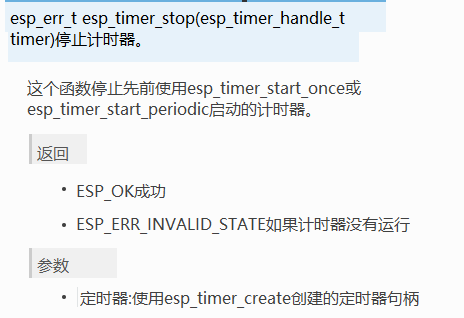 esp_err_t esp_timer_stop(esp_timer_handle_t
timer)停止计时器。
这个函数停止先前使用esp_timer_start_once或
esp_timer_start_periodic启动的计时器。
返回
• ESP_OK成功
• ESP_ERR_INVALID_STATE如果计时器没有运行
参数
• 定时器:使用esp_timer_create创建的定时器句柄